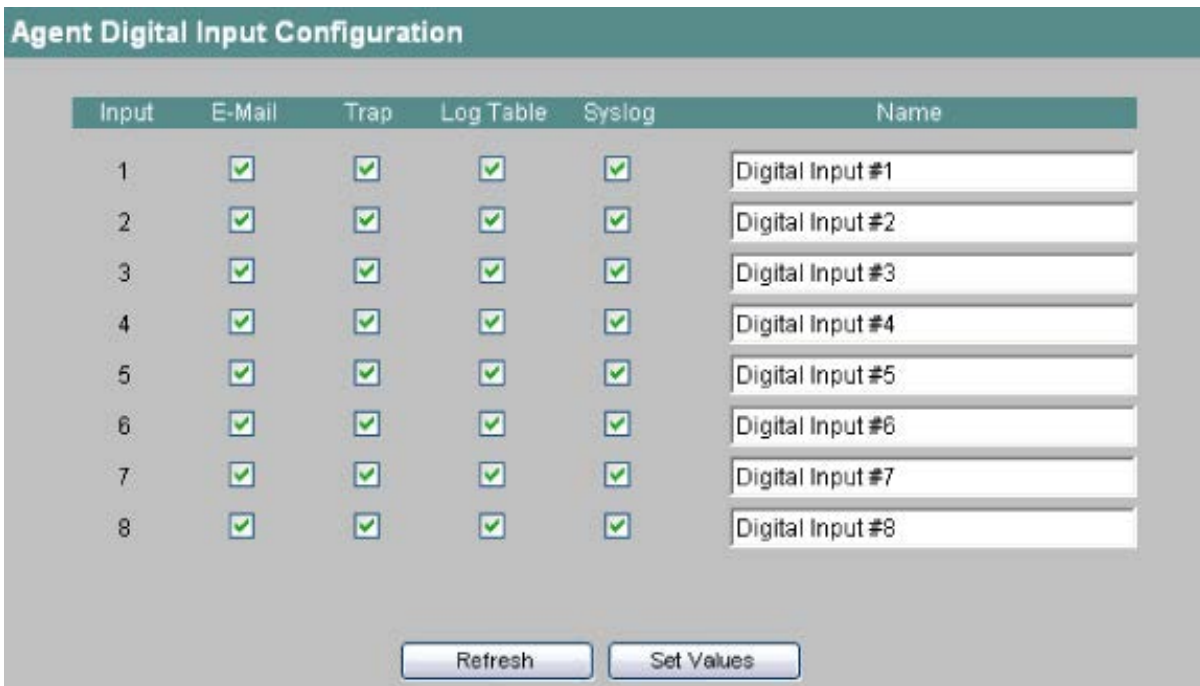 Agent Digital Input Configuration
Input E-Mail Trap Log Table Syslog Name
1 Digital Input #1
2 Digital Input #2
3 Digital Input #3
4 Digital Input #4
5 Digital Input #5
6 Digital Input #6
7 Digital Input #7
8 Digital Input #8
Refresh Set Values